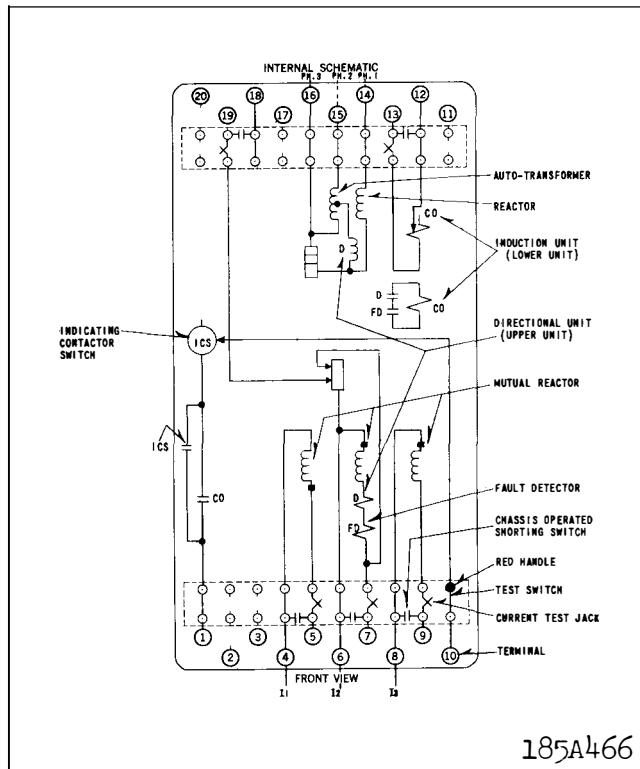 INTERNAL SCHEMATIC
PH.3 PH.2 PH.1
20 19 18 17 16 15 14 13 12 11
AUTO-TRANSFORMER
REACTOR
CO
D
INDUCTION UNIT
(LOWER UNIT)
D
FD
CO
DIRECTIONAL UNIT
(UPPER UNIT)
INDICATING
CONTACTOR
SWITCH
ICS
MUTUAL REACTOR
ICS
CO
D
FD
FAULT DETECTOR
CHASSIS OPERATED
SHORTING SWITCH
RED HANDLE
TEST SWITCH
CURRENT TEST JACK
1 2 3 4 5 6 7 8 9 10
TERMINAL
FRONT VIEW
I1 I2 I3
185A466